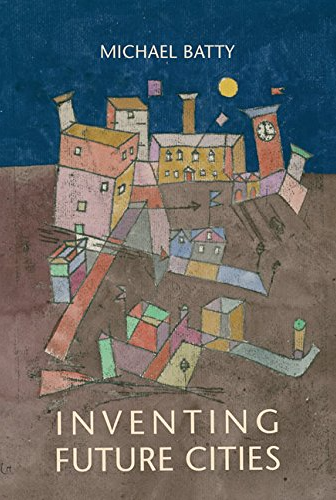 MICHAEL BATTY
INVENTING
FUTURE CITIES